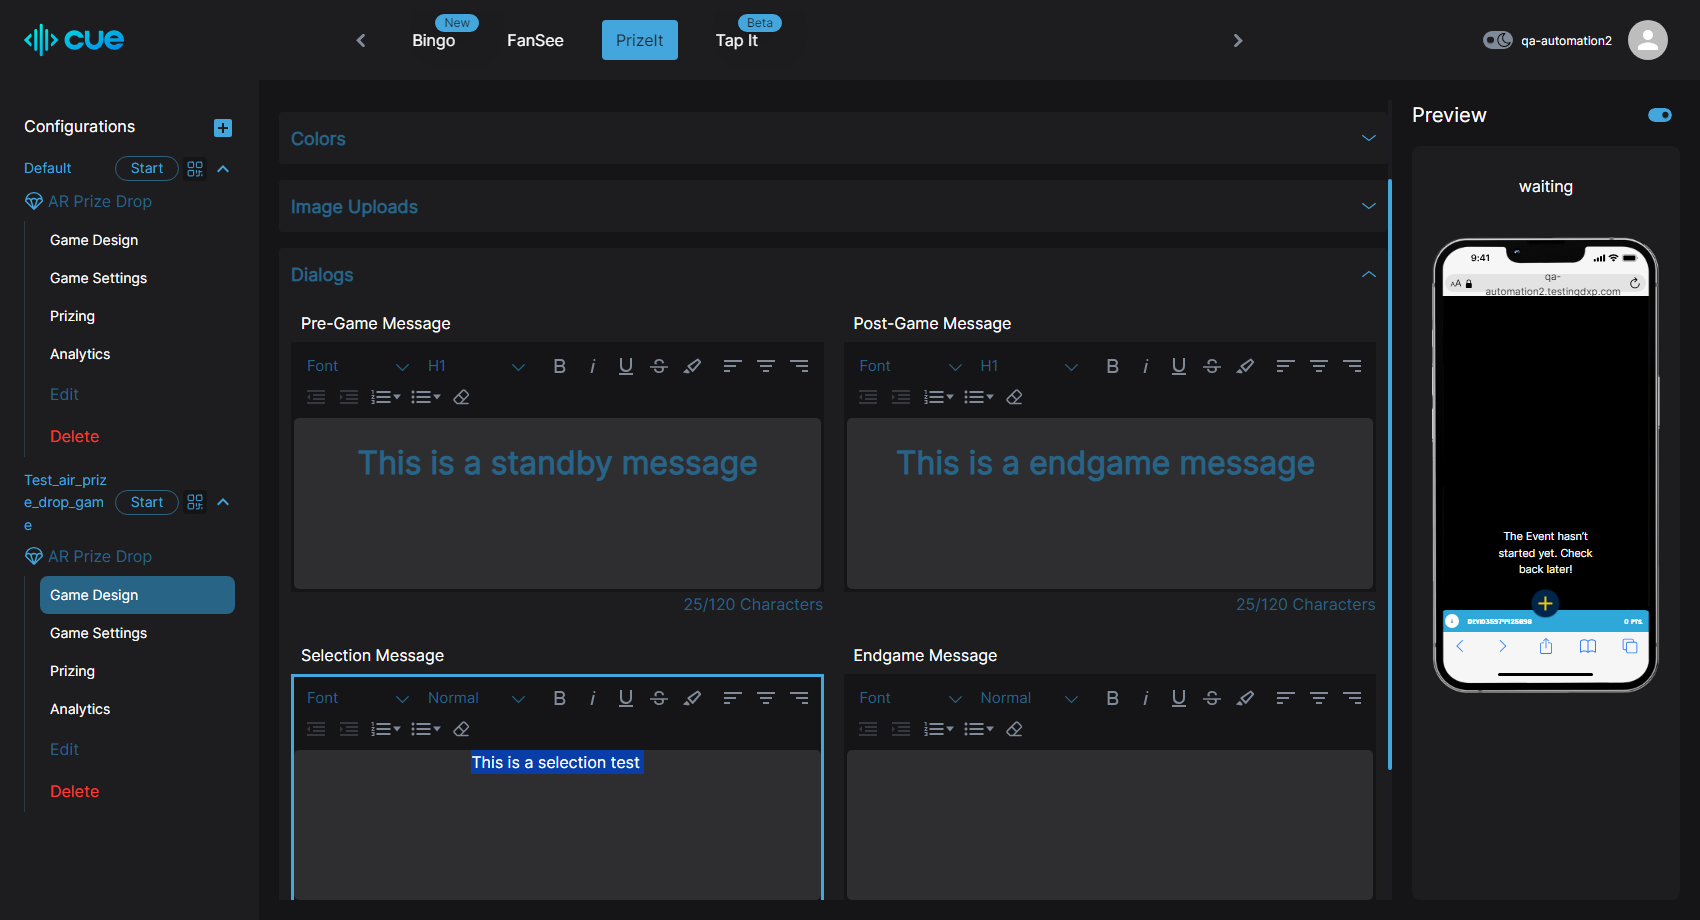 cue
New
Bingo
FanSee
PrizeIt
Beta
Tap It
qa-automation2
Configurations
Default
Start
AR Prize Drop
Game Design
Game Settings
Prizing
Analytics
Edit
Delete
Test_air_priz
e_drop_gam
e
Start
AR Prize Drop
Game Design
Game Settings
Prizing
Analytics
Edit
Delete
Colors
Image Uploads
Dialogs
Pre-Game Message
Font H1 B i U S
This is a standby message
25/120 Characters
Post-Game Message
Font H1 B i U S
This is a endgame message
25/120 Characters
Selection Message
Font Normal B i U S
This is a selection test
Endgame Message
Font Normal B i U S
Preview
waiting
9:41
AA
qa-
automation2.testingdxp.com
The Event hasn't
started yet. Check
back later!
0 PTS.